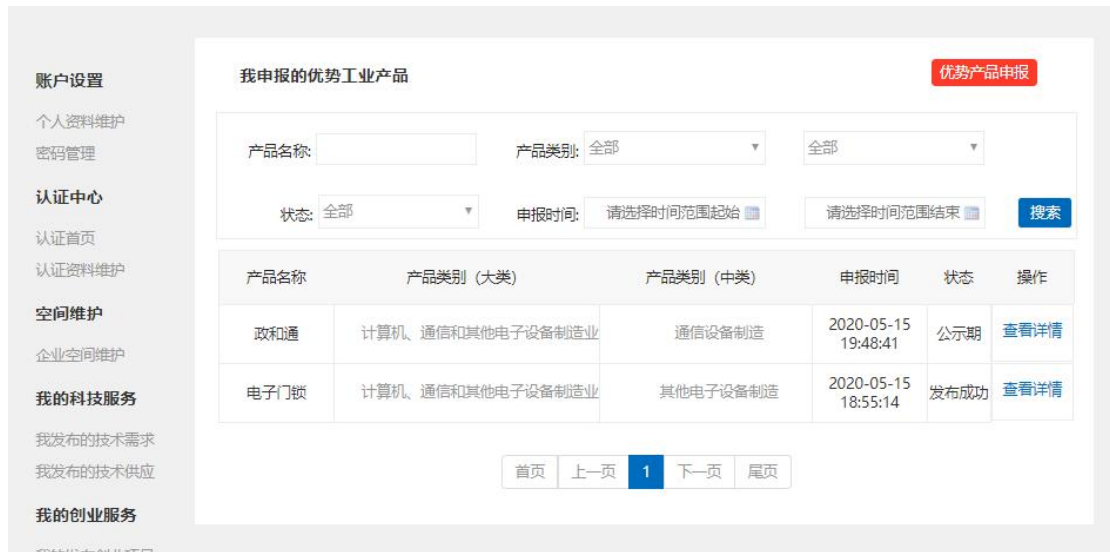 账户设置
个人资料维护
密码管理
认证中心
认证首页
认证资料维护
空间维护
企业空间维护
我的科技服务
我发布的技术需求
我发布的技术供应
我的创业服务
我申报的优势工业产品
优势产品申报
产品名称:
产品类别: 全部 全部
状态: 全部
申报时间: 请选择时间范围起始 请选择时间范围结束
搜索
产品名称 产品类别（大类） 产品类别（中类） 申报时间 状态 操作
政和通 计算机、通信和其他电子设备制造业 通信设备制造 2020-05-15 19:48:41 公示期 查看详情
电子门锁 计算机、通信和其他电子设备制造业 其他电子设备制造 2020-05-15 18:55:14 发布成功 查看详情
首页 上一页 1 下一页 尾页